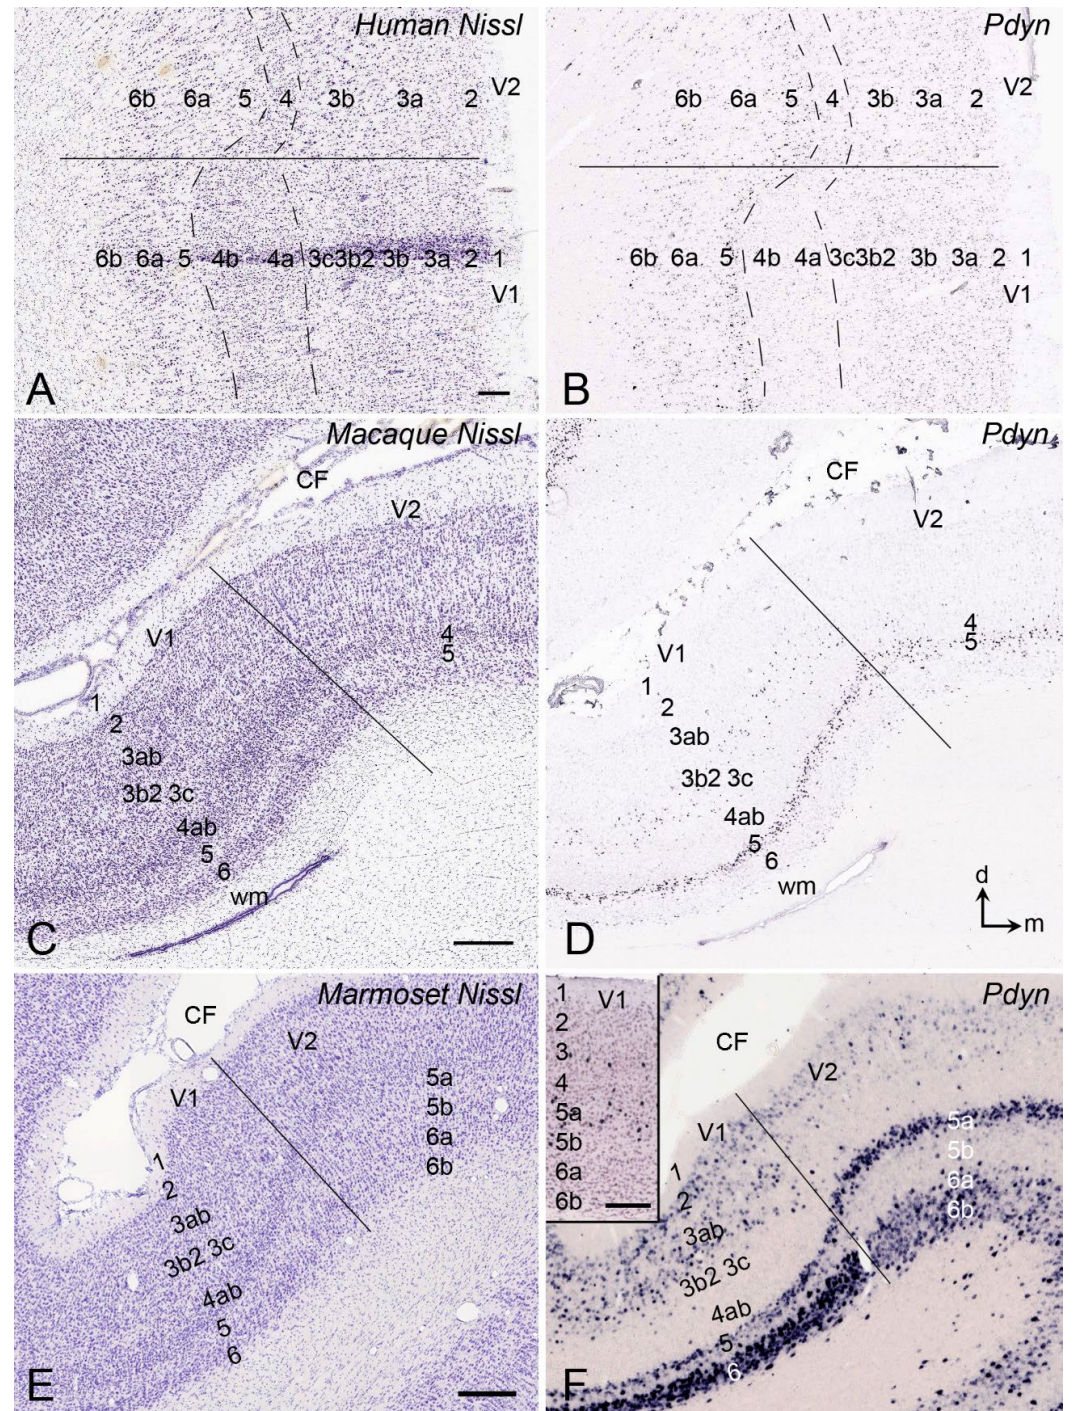 Human Nissl
V2
6b 6a 5 4 3b 3a 2
6b 6a 5 4b 4a 3c3b2 3b 3a 2 1
V1
A
Pdyn
V2
6b 6a 5 4 3b 3a 2
6b 6a 5 4b 4a 3c3b2 3b 3a 2 1
V1
B
Macaque Nissl
CF
V2
V1
4
5
1
2
3ab
3b2 3c
4ab
5
6
wm
C
Pdyn
CF
V2
V1
4
5
1
2
3ab
3b2 3c
4ab
5
6
wm
d
m
D
Marmoset Nissl
CF
V2
V1
5a
5b
6a
6b
1
2
3ab
3b2 3c
4ab
5
6
E
V1
1
2
3
4
5a
5b
6a
6b
Pdyn
CF
V2
V1
5a
5b
6a
6b
1
2
3ab
3b2 3c
4ab
5
6
F